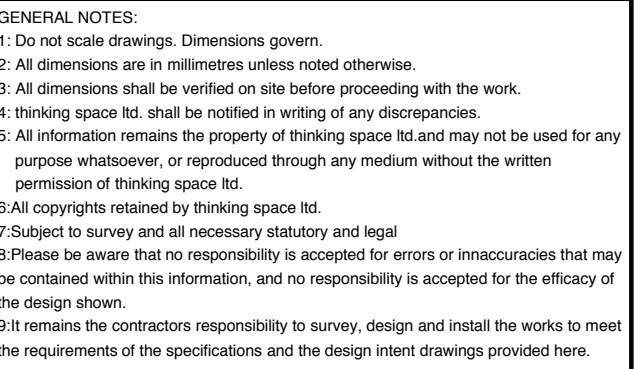 GENERAL NOTES:
1: Do not scale drawings. Dimensions govern.
2: All dimensions are in millimetres unless noted otherwise.
3: All dimensions shall be verified on site before proceeding with the work.
4: thinking space ltd. shall be notified in writing of any discrepancies.
5: All information remains the property of thinking space ltd.and may not be used for any
purpose whatsoever, or reproduced through any medium without the written
permission of thinking space ltd.
6:All copyrights retained by thinking space ltd.
7:Subject to survey and all necessary statutory and legal
8:Please be aware that no responsibility is accepted for errors or innaccuracies that may
be contained within this information, and no responsibility is accepted for the efficacy of
the design shown.
9:It remains the contractors responsibility to survey, design and install the works to meet
the requirements of the specifications and the design intent drawings provided here.